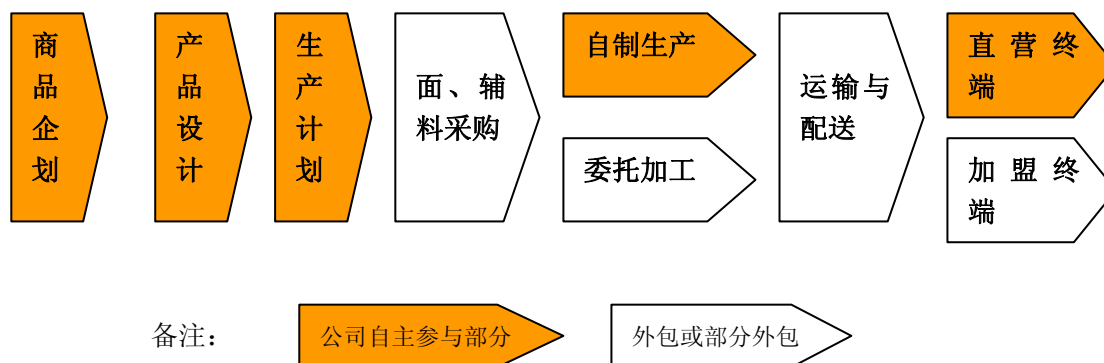 商
品
企
划
产
品
设
计
生
产
计
划
面、辅
料采购
自制生产
委托加工
运输与
配送
直营终
端
加盟终
端
备注：
公司自主参与部分
外包或部分外包